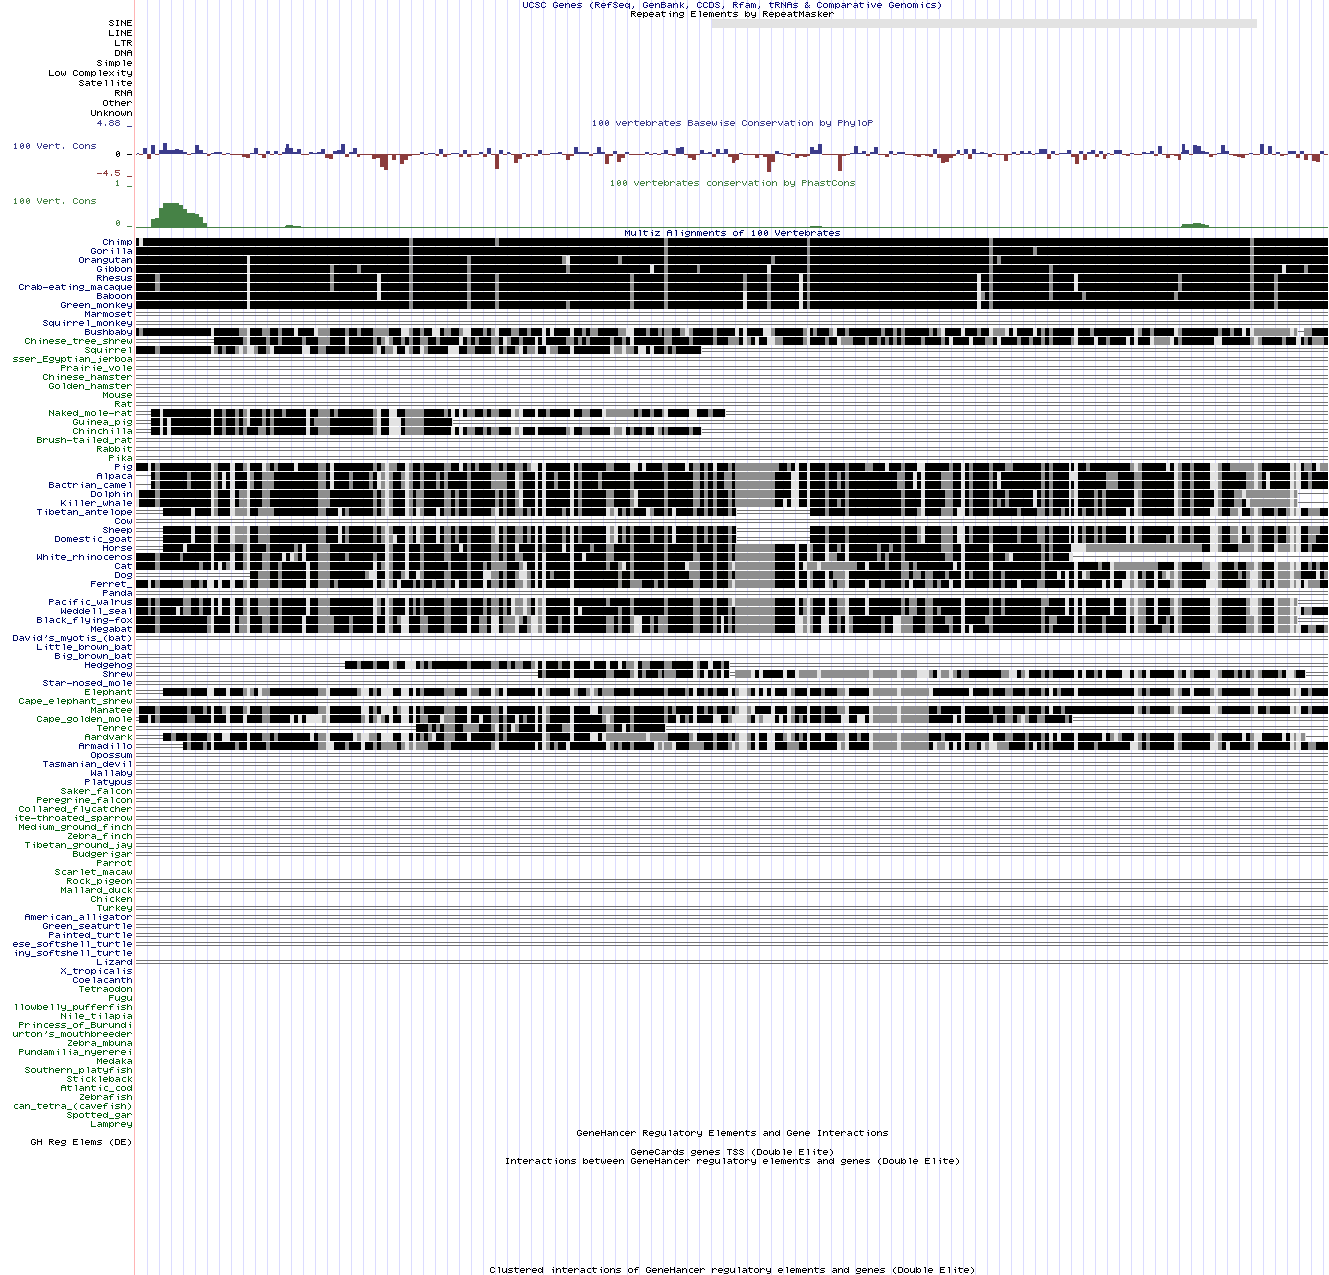 UCSC Genes (RefSeq, GenBank, CCDS, Rfam, tRNAs & Comparative Genomics)
Repeating Elements by RepeatMasker
SINE
LINE
LTR
DNA
Simple
Low Complexity
Satellite
RNA
Other
Unknown
4.88 _
100 vertebrates Basewise Conservation by PhyloP
100 Vert. Cons
0 -
-4.5 _
1 _
100 vertebrates conservation by PhastCons
100 Vert. Cons
0 _
Multiz Alignments of 100 Vertebrates
Chimp
Gorilla
Orangutan
Gibbon
Rhesus
Crab-eating_macaque
Baboon
Green_monkey
Marmoset
Squirrel_monkey
Bushbaby
Chinese_tree_shrew
Squirrel
sser_Egyptian_jerboa
Prairie_vole
Chinese_hamster
Golden_hamster
Mouse
Rat
Naked_mole-rat
Guinea_pig
Chinchilla
Brush-tailed_rat
Rabbit
Pika
Pig
Alpaca
Bactrian_camel
Dolphin
Killer_whale
Tibetan_antelope
Cow
Sheep
Domestic_goat
Horse
White_rhinoceros
Cat
Dog
Ferret_
Panda
Pacific_walrus
Weddell_seal
Black_flying-fox
Megabat
David's_myotis_(bat)
Little_brown_bat
Big_brown_bat
Hedgehog
Shrew
Star-nosed_mole
Elephant
Cape_elephant_shrew
Manatee
Cape_golden_mole
Tenrec
Aardvark
Armadillo
Opossum
Tasmanian_devil
Wallaby
Platypus
Saker_falcon
Peregrine_falcon
Collared_flycatcher
ite-throated_sparrow
Medium_ground_finch
Zebra_finch
Tibetan_ground_jay
Budgerigar
Parrot
Scarlet_macaw
Rock_pigeon
Mallard_duck
Chicken
Turkey
American_alligator
Green_seaturtle
Painted_turtle
ese_softshell_turtle
iny_softshell_turtle
Lizard
X_tropicalis
Coelacanth
Tetraodon
Fugu
llowbelly_pufferfish
Nile_tilapia
Princess_of_Burundi
urton's_mouthbreeder
Zebra_mbuna
Pundamilia_nyererei
Medaka
Southern_platyfish
Stickleback
Atlantic_cod
Zebrafish
can_tetra_(cavefish)
Spotted_gar
Lamprey
GeneHancer Regulatory Elements and Gene Interactions
GH Reg Elems (DE)
GeneCards genes TSS (Double Elite)
Interactions between GeneHancer regulatory elements and genes (Double Elite)
Clustered interactions of GeneHancer regulatory elements and genes (Double Elite)